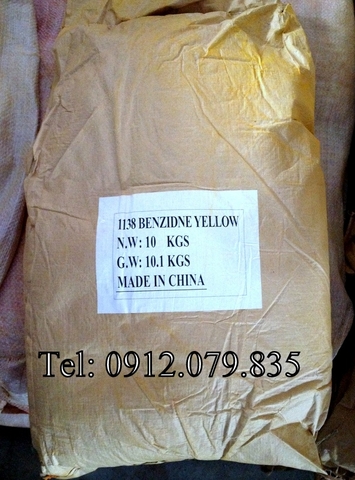 1138 BENZIDNE YELLOW
N.W: 10 KGS
G.W: 10.1 KGS
MADE IN CHINA
Tel: 0912.079.835